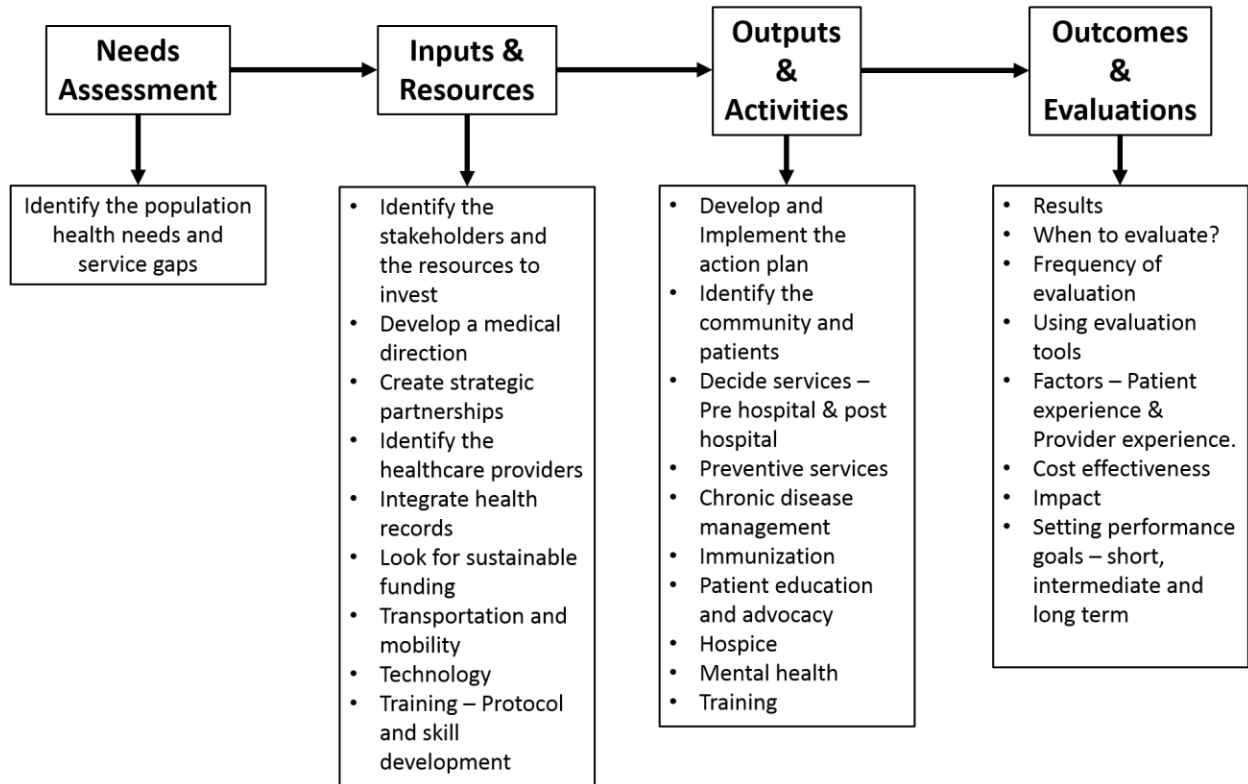 Needs
Assessment
Inputs &
Resources
Outputs
&
Activities
Outcomes
&
Evaluations
Identify the population
health needs and
service gaps
• Identify the
stakeholders and
the resources to
invest
• Develop a medical
direction
• Create strategic
partnerships
• Identify the
healthcare providers
• Integrate health
records
• Look for sustainable
funding
• Transportation and
mobility
• Technology
• Training – Protocol
and skill
development
• Develop and
Implement the
action plan
• Identify the
community and
patients
• Decide services –
Pre hospital & post
hospital
• Preventive services
• Chronic disease
management
• Immunization
• Patient education
and advocacy
• Hospice
• Mental health
• Training
• Results
• When to evaluate?
• Frequency of
evaluation
• Using evaluation
tools
• Factors – Patient
experience &
Provider experience.
• Cost effectiveness
• Impact
• Setting performance
goals – short,
intermediate and
long term